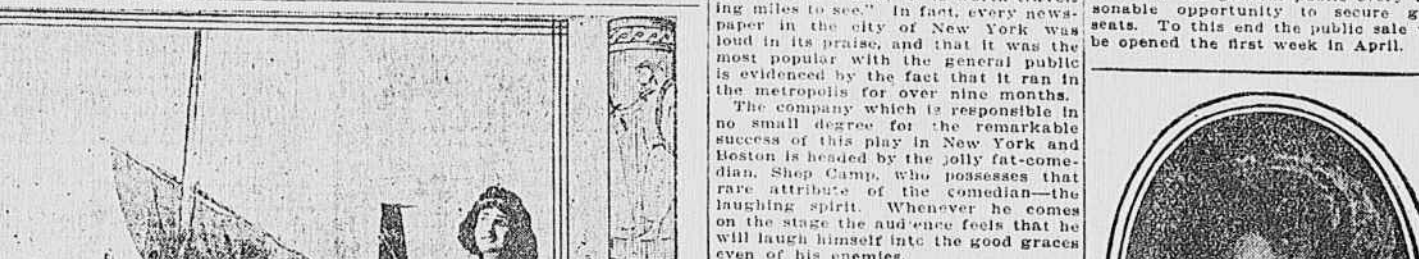 ing miles to see." In fact, every news-
paper in the city of New York was
loud in its praise, and that it was the
most popular with the general public
is evidenced by the fact that it ran in
the metropolis for over nine months.
The company which is responsible in
no small degree for the remarkable
success of this play in New York and
Boston is headed by the jolly fat-come-
dian, Shep Camp, who possesses that
rare attribute of the comedian—the
laughing spirit. Whenever he comes
on the stage the audience feels that he
will laugh himself into the good graces
even of his enemies
sonable opportunity to secure g
seats. To this end the public sale
be opened the first week in April.